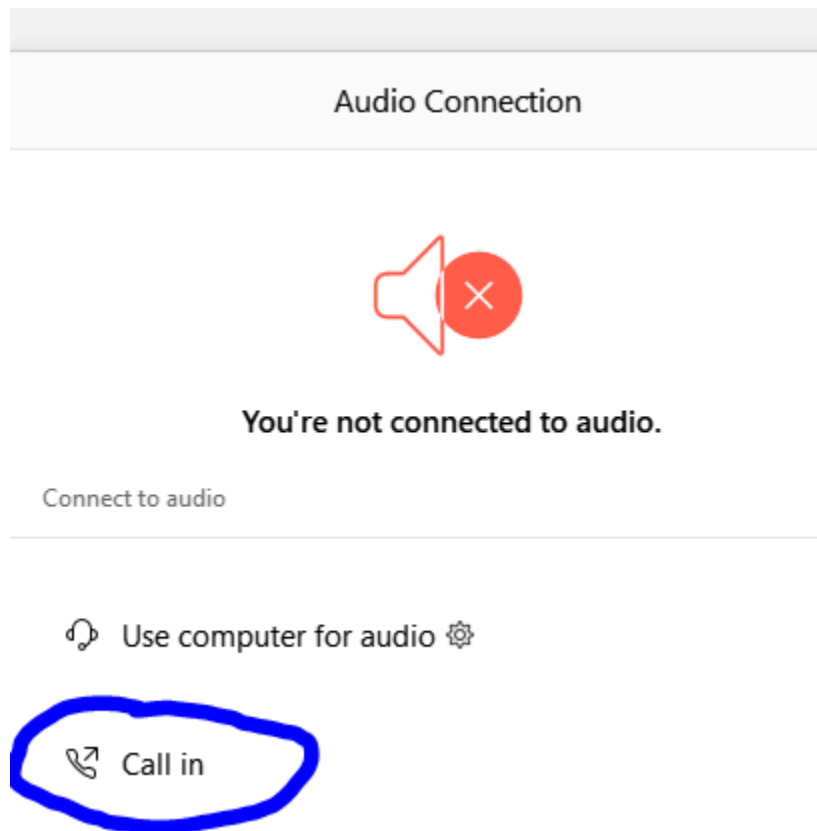 Audio Connection
You're not connected to audio.
Connect to audio
Use computer for audio
Call in